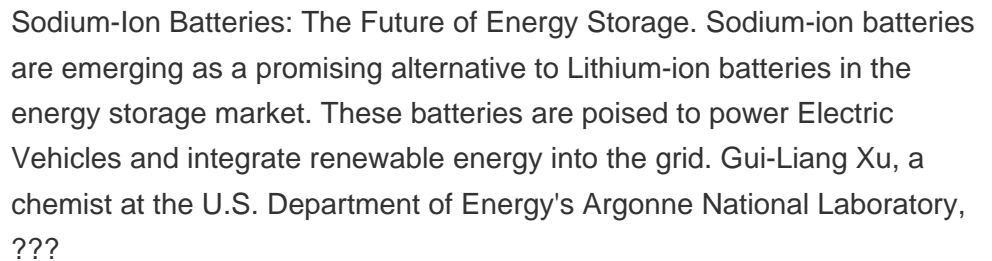 Sodium-Ion Batteries: The Future of Energy Storage. Sodium-ion batteries
are emerging as a promising alternative to Lithium-ion batteries in the
energy storage market. These batteries are poised to power Electric
Vehicles and integrate renewable energy into the grid. Gui-Liang Xu, a
chemist at the U.S. Department of Energy's Argonne National Laboratory,
???